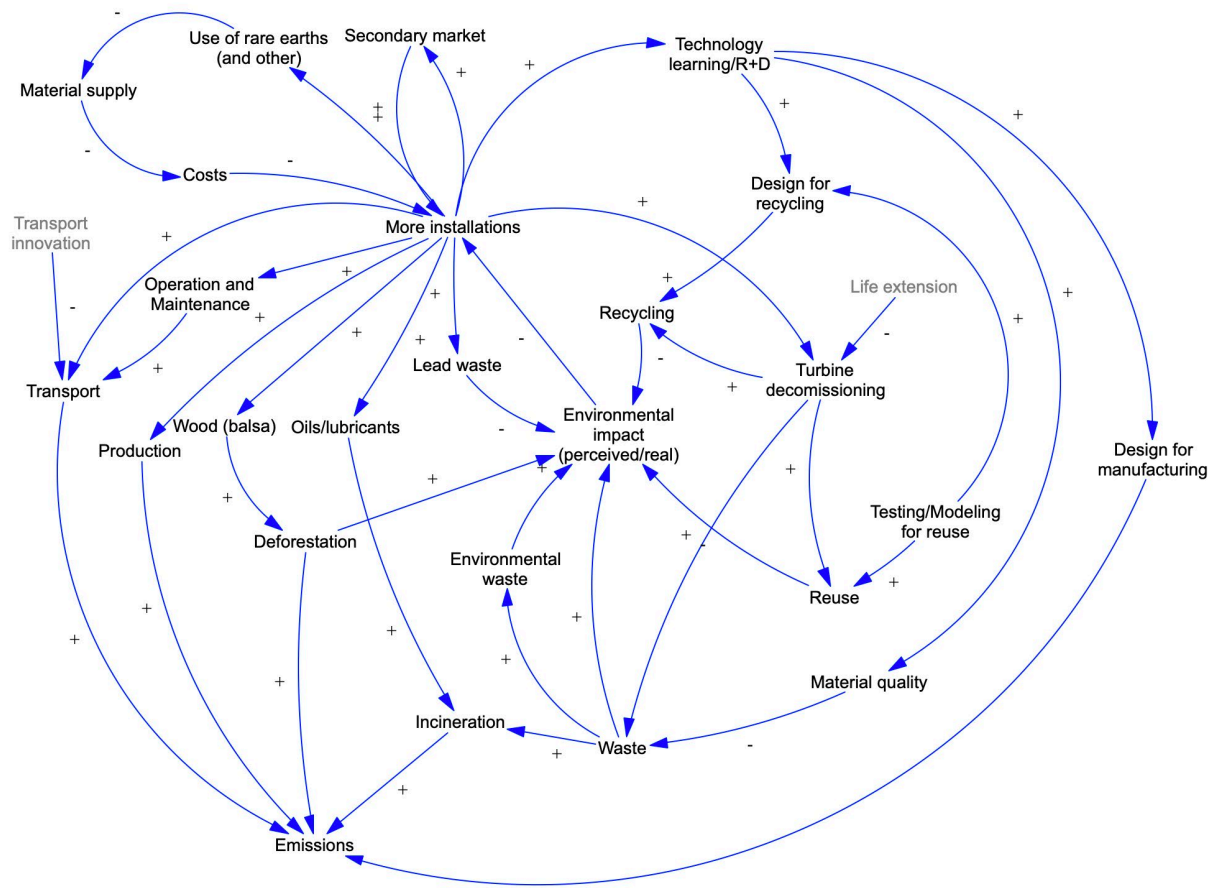 Use of rare earths
(and other)
Secondary market
Technology
learning/R+D
Material supply
Costs
Design for
recycling
Transport
innovation
More installations
Operation and
Maintenance
Life extension
Recycling
Lead waste
Turbine
decomissioning
Transport
Environmental
impact
(perceived/real)
Wood (balsa)
Oils/lubricants
Production
Design for
manufacturing
Testing/Modeling
for reuse
Deforestation
Environmental
waste
Reuse
Material quality
Incineration
Waste
Emissions